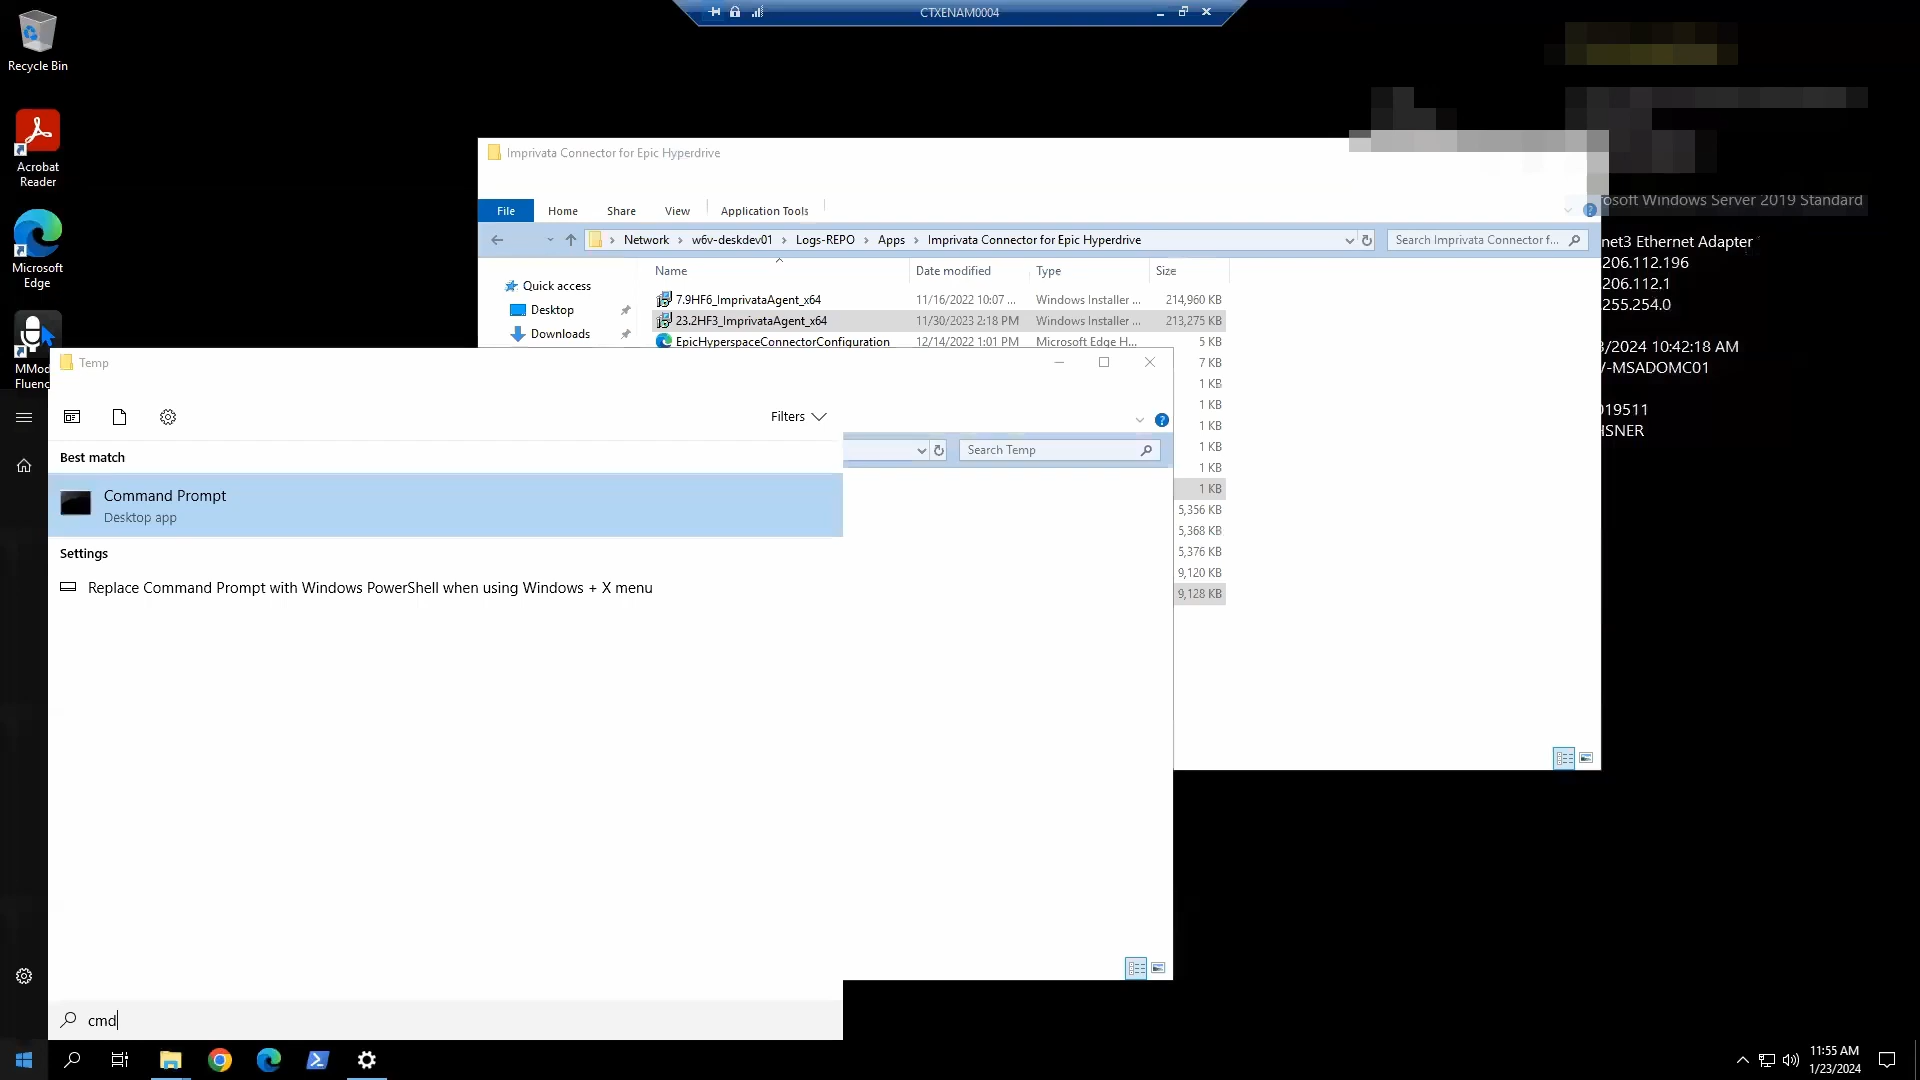 CTXENAM0004
Recycle Bin
Acrobat
Reader
Microsoft
Edge
Imprivata Connector for Epic Hyperdrive
File Home Share View Application Tools
Network › w6v-deskdev01 › Logs-REPO › Apps › Imprivata Connector for Epic Hyperdrive
Search Imprivata Connector f...
Name Date modified Type Size
Quick access
Desktop
Downloads
7.9HF6_ImprivataAgent_x64 11/16/2022 10:07 ... Windows Installer ... 214,960 KB
23.2HF3_ImprivataAgent_x64 11/30/2023 2:18 PM Windows Installer ... 213,275 KB
EpicHyperspaceConnectorConfiguration 12/14/2022 1:01 PM Microsoft Edge H... 5 KB
7 KB
1 KB
1 KB
1 KB
1 KB
1 KB
1 KB
5,356 KB
5,368 KB
5,376 KB
9,120 KB
9,128 KB
rosoft Windows Server 2019 Standard
net3 Ethernet Adapter
206.112.196
206.112.1
255.254.0
3/2024 10:42:18 AM
-MSADOMC01
019511
HSNER
MMod
Fluenc
Temp
Filters
Search Temp
Best match
Command Prompt
Desktop app
Settings
Replace Command Prompt with Windows PowerShell when using Windows + X menu
cmd
11:55 AM
1/23/2024